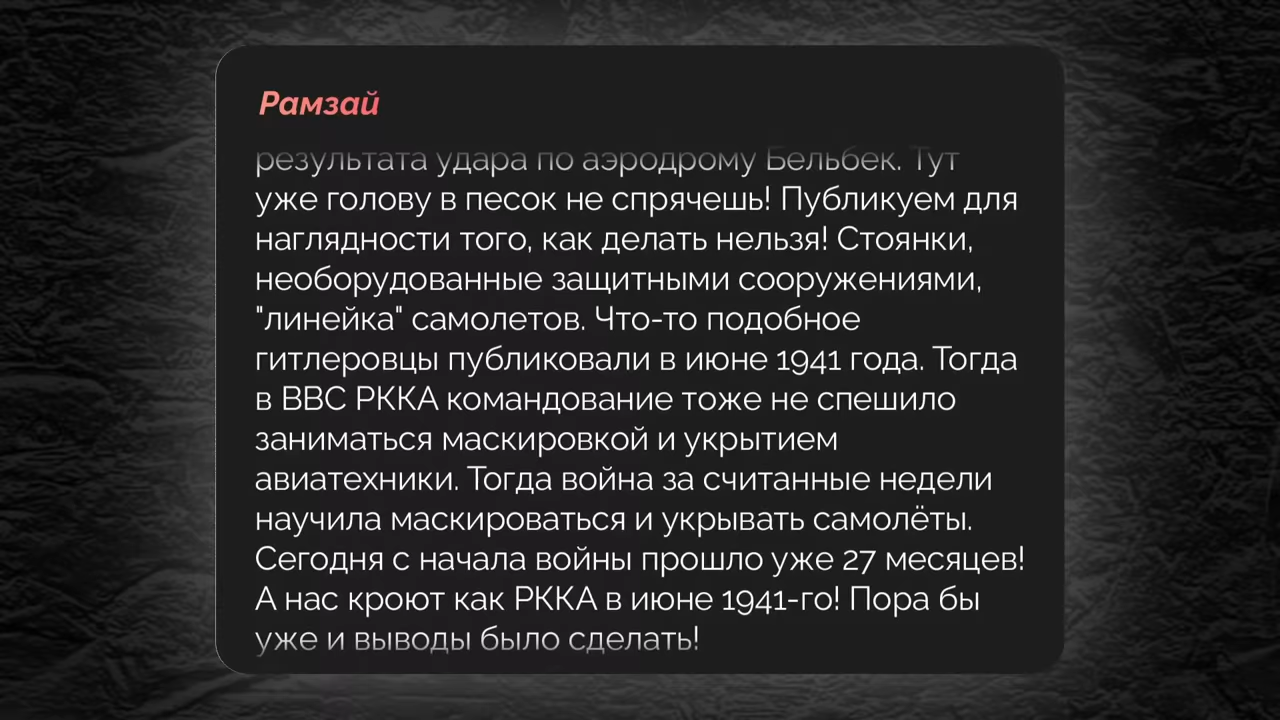 Рамзай
результата удара по аэродрому Бельбек. Тут
уже голову в песок не спрячешь! Публикуем для
наглядности того, как делать нельзя! Стоянки,
необорудованные защитными сооружениями,
"линейка" самолетов. Что-то подобное
гитлеровцы публиковали в июне 1941 года. Тогда
в ВВС РККА командование тоже не спешило
заниматься маскировкой и укрытием
авиатехники. Тогда война за считанные недели
научила маскироваться и укрывать самолёты.
Сегодня с начала войны прошло уже 27 месяцев!
А нас кроют как РККА в июне 1941-го! Пора бы
уже и выводы было сделать!